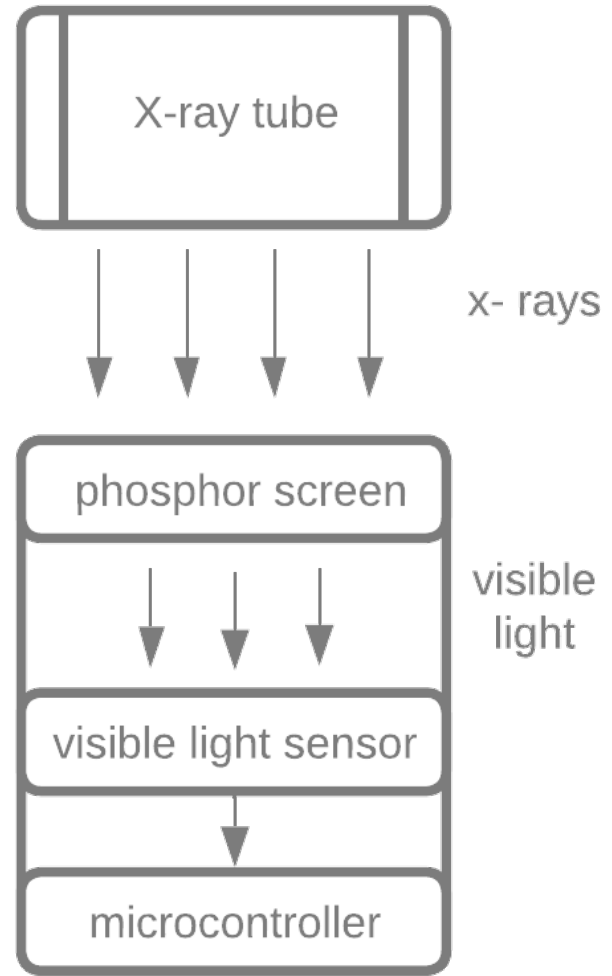 X-ray tube
x- rays
phosphor screen
visible
light
visible light sensor
microcontroller